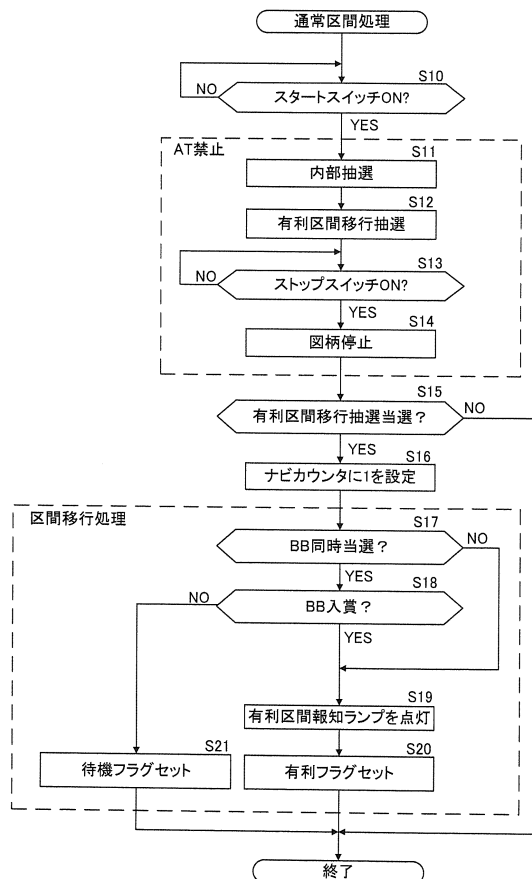 通常区間処理
S10
NO
スタートスイッチON?
YES
AT禁止
S11
内部抽選
S12
有利区間移行抽選
S13
NO
ストップスイッチON?
YES
S14
図柄停止
S15
有利区間移行抽選当選？
NO
YES
S16
ナビカウンタに1を設定
区間移行処理
S17
BB同時当選？
NO
YES
S18
NO
BB入賞？
YES
S19
有利区間報知ランプを点灯
S21
S20
待機フラグセット
有利フラグセット
終了